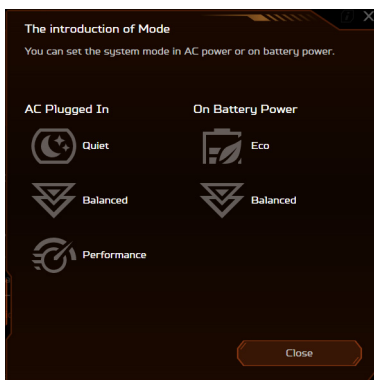 The introduction of Mode
You can set the system mode in AC power or on battery power.
AC Plugged In
On Battery Power
Quiet
Eco
Balanced
Balanced
Performance
Close